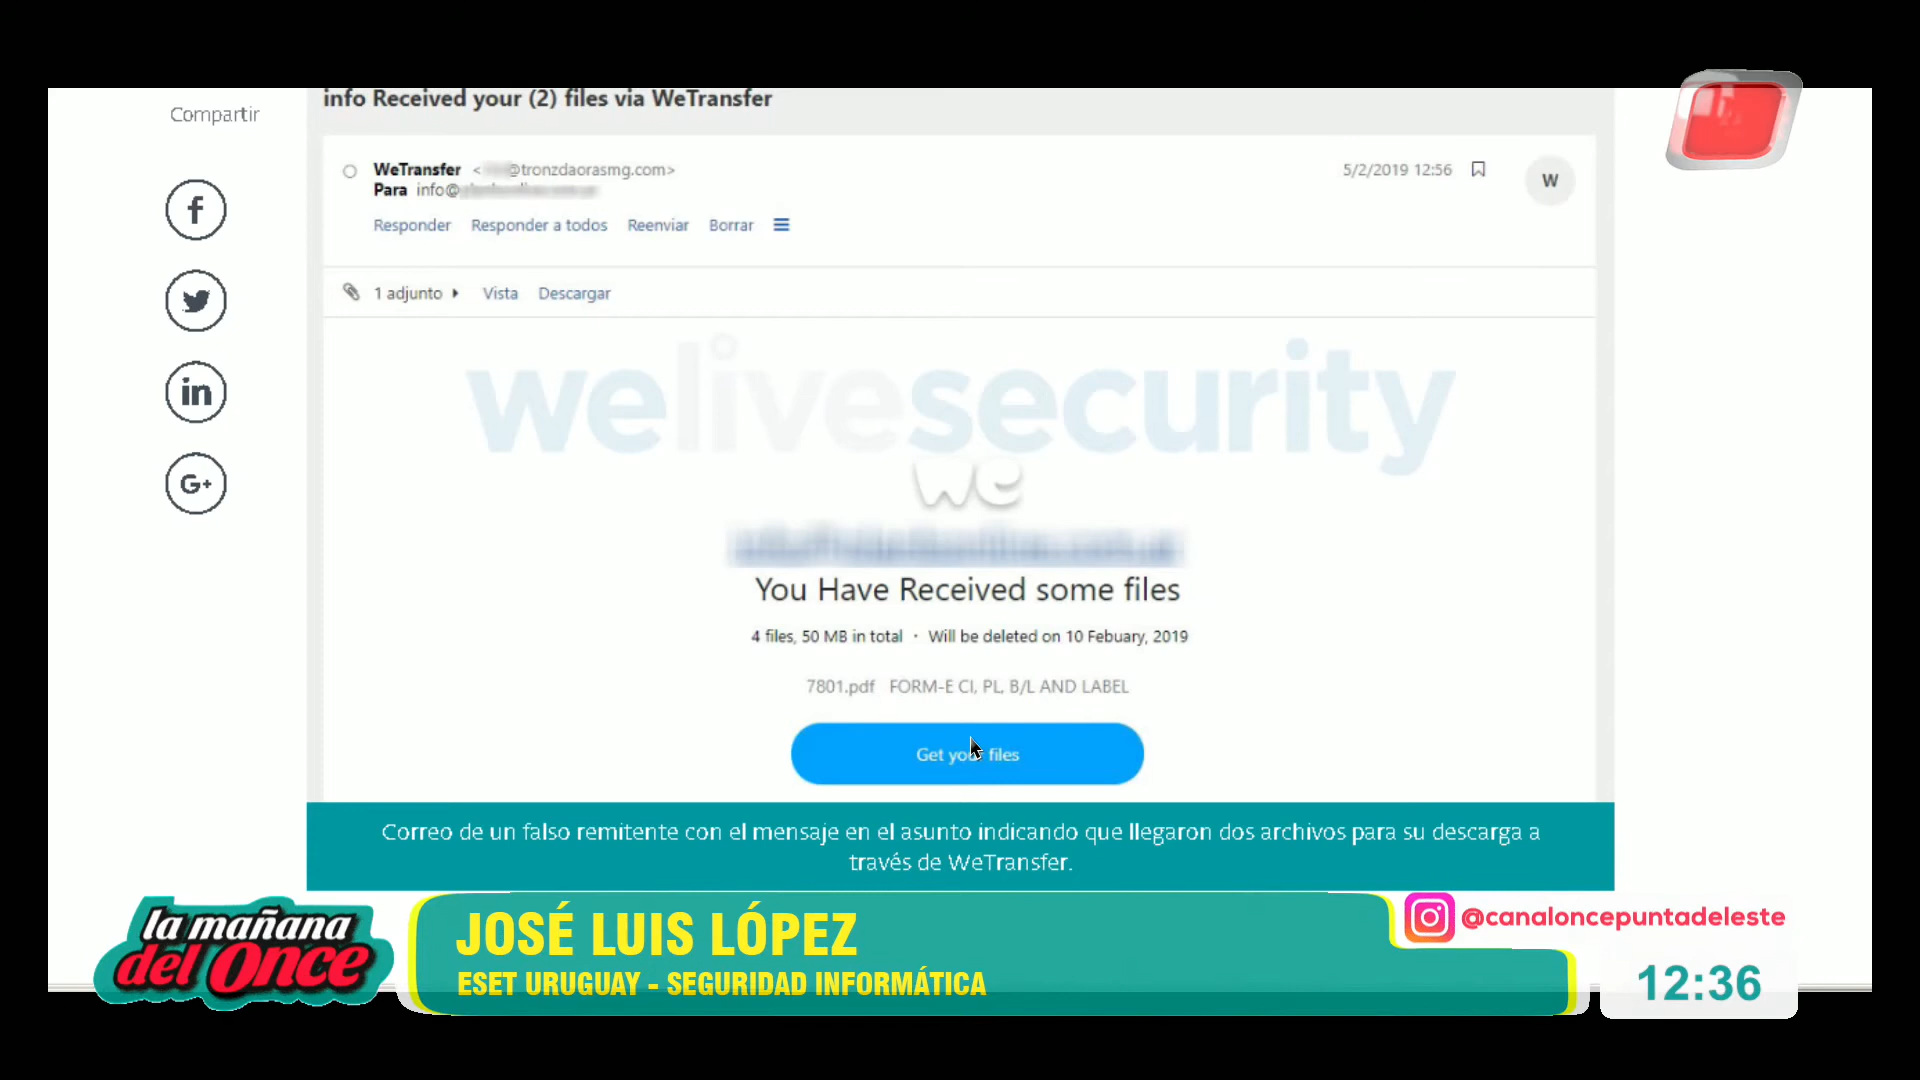 Compartir
info Received your (2) files via WeTransfer
WeTransfer < @tronzdaorasmg.com>
5/2/2019 12:56
W
Para info@
Responder Responder a todos Reenviar Borrar
1 adjunto Vista Descargar
welivesecurity
we
You Have Received some files
4 files, 50 MB in total · Will be deleted on 10 Febuary, 2019
7801.pdf FORM-E CI, PL, B/L AND LABEL
Get your files
Correo de un falso remitente con el mensaje en el asunto indicando que llegaron dos archivos para su descarga a
través de WeTransfer.
f
in
G+
la mañana
del Once
JOSÉ LUIS LÓPEZ
ESET URUGUAY - SEGURIDAD INFORMÁTICA
@canaloncepuntadeleste
12:36